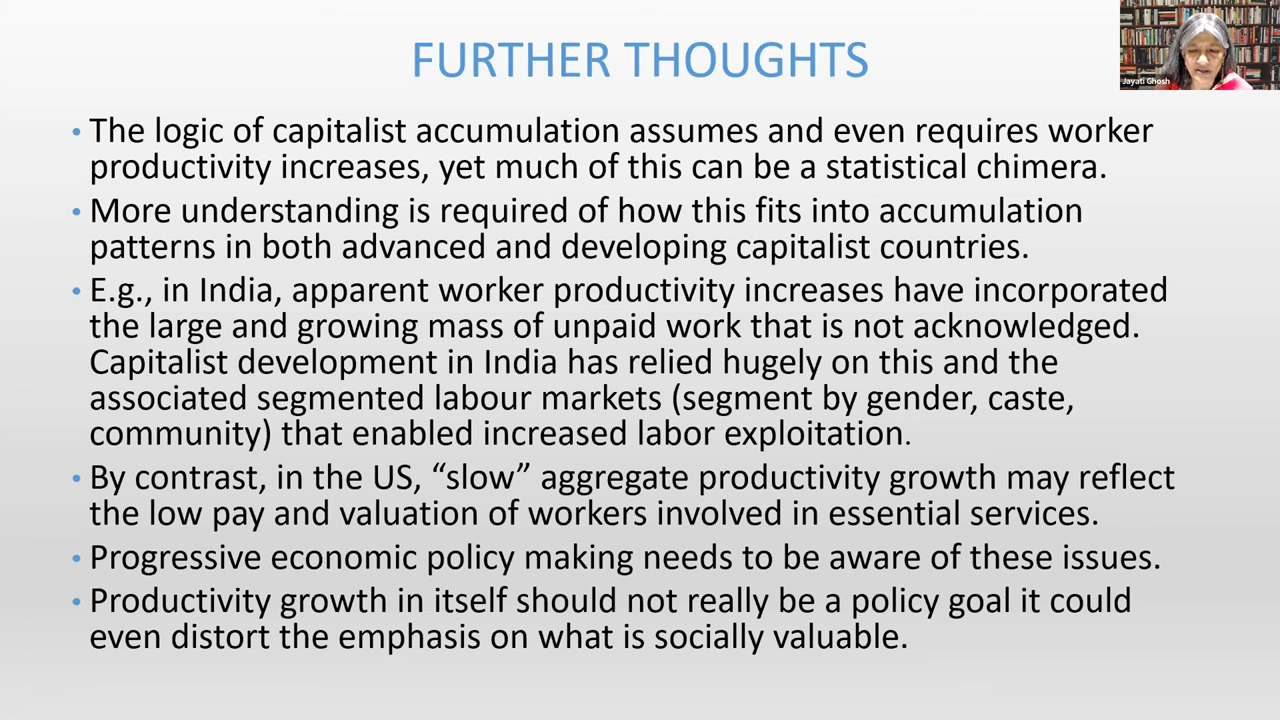 FURTHER THOUGHTS
Jayati Ghosh
• The logic of capitalist accumulation assumes and even requires worker
productivity increases, yet much of this can be a statistical chimera.
• More understanding is required of how this fits into accumulation
patterns in both advanced and developing capitalist countries.
• E.g., in India, apparent worker productivity increases have incorporated
the large and growing mass of unpaid work that is not acknowledged.
Capitalist development in India has relied hugely on this and the
associated segmented labour markets (segment by gender, caste,
community) that enabled increased labor exploitation.
• By contrast, in the US, “slow” aggregate productivity growth may reflect
the low pay and valuation of workers involved in essential services.
• Progressive economic policy making needs to be aware of these issues.
• Productivity growth in itself should not really be a policy goal it could
even distort the emphasis on what is socially valuable.